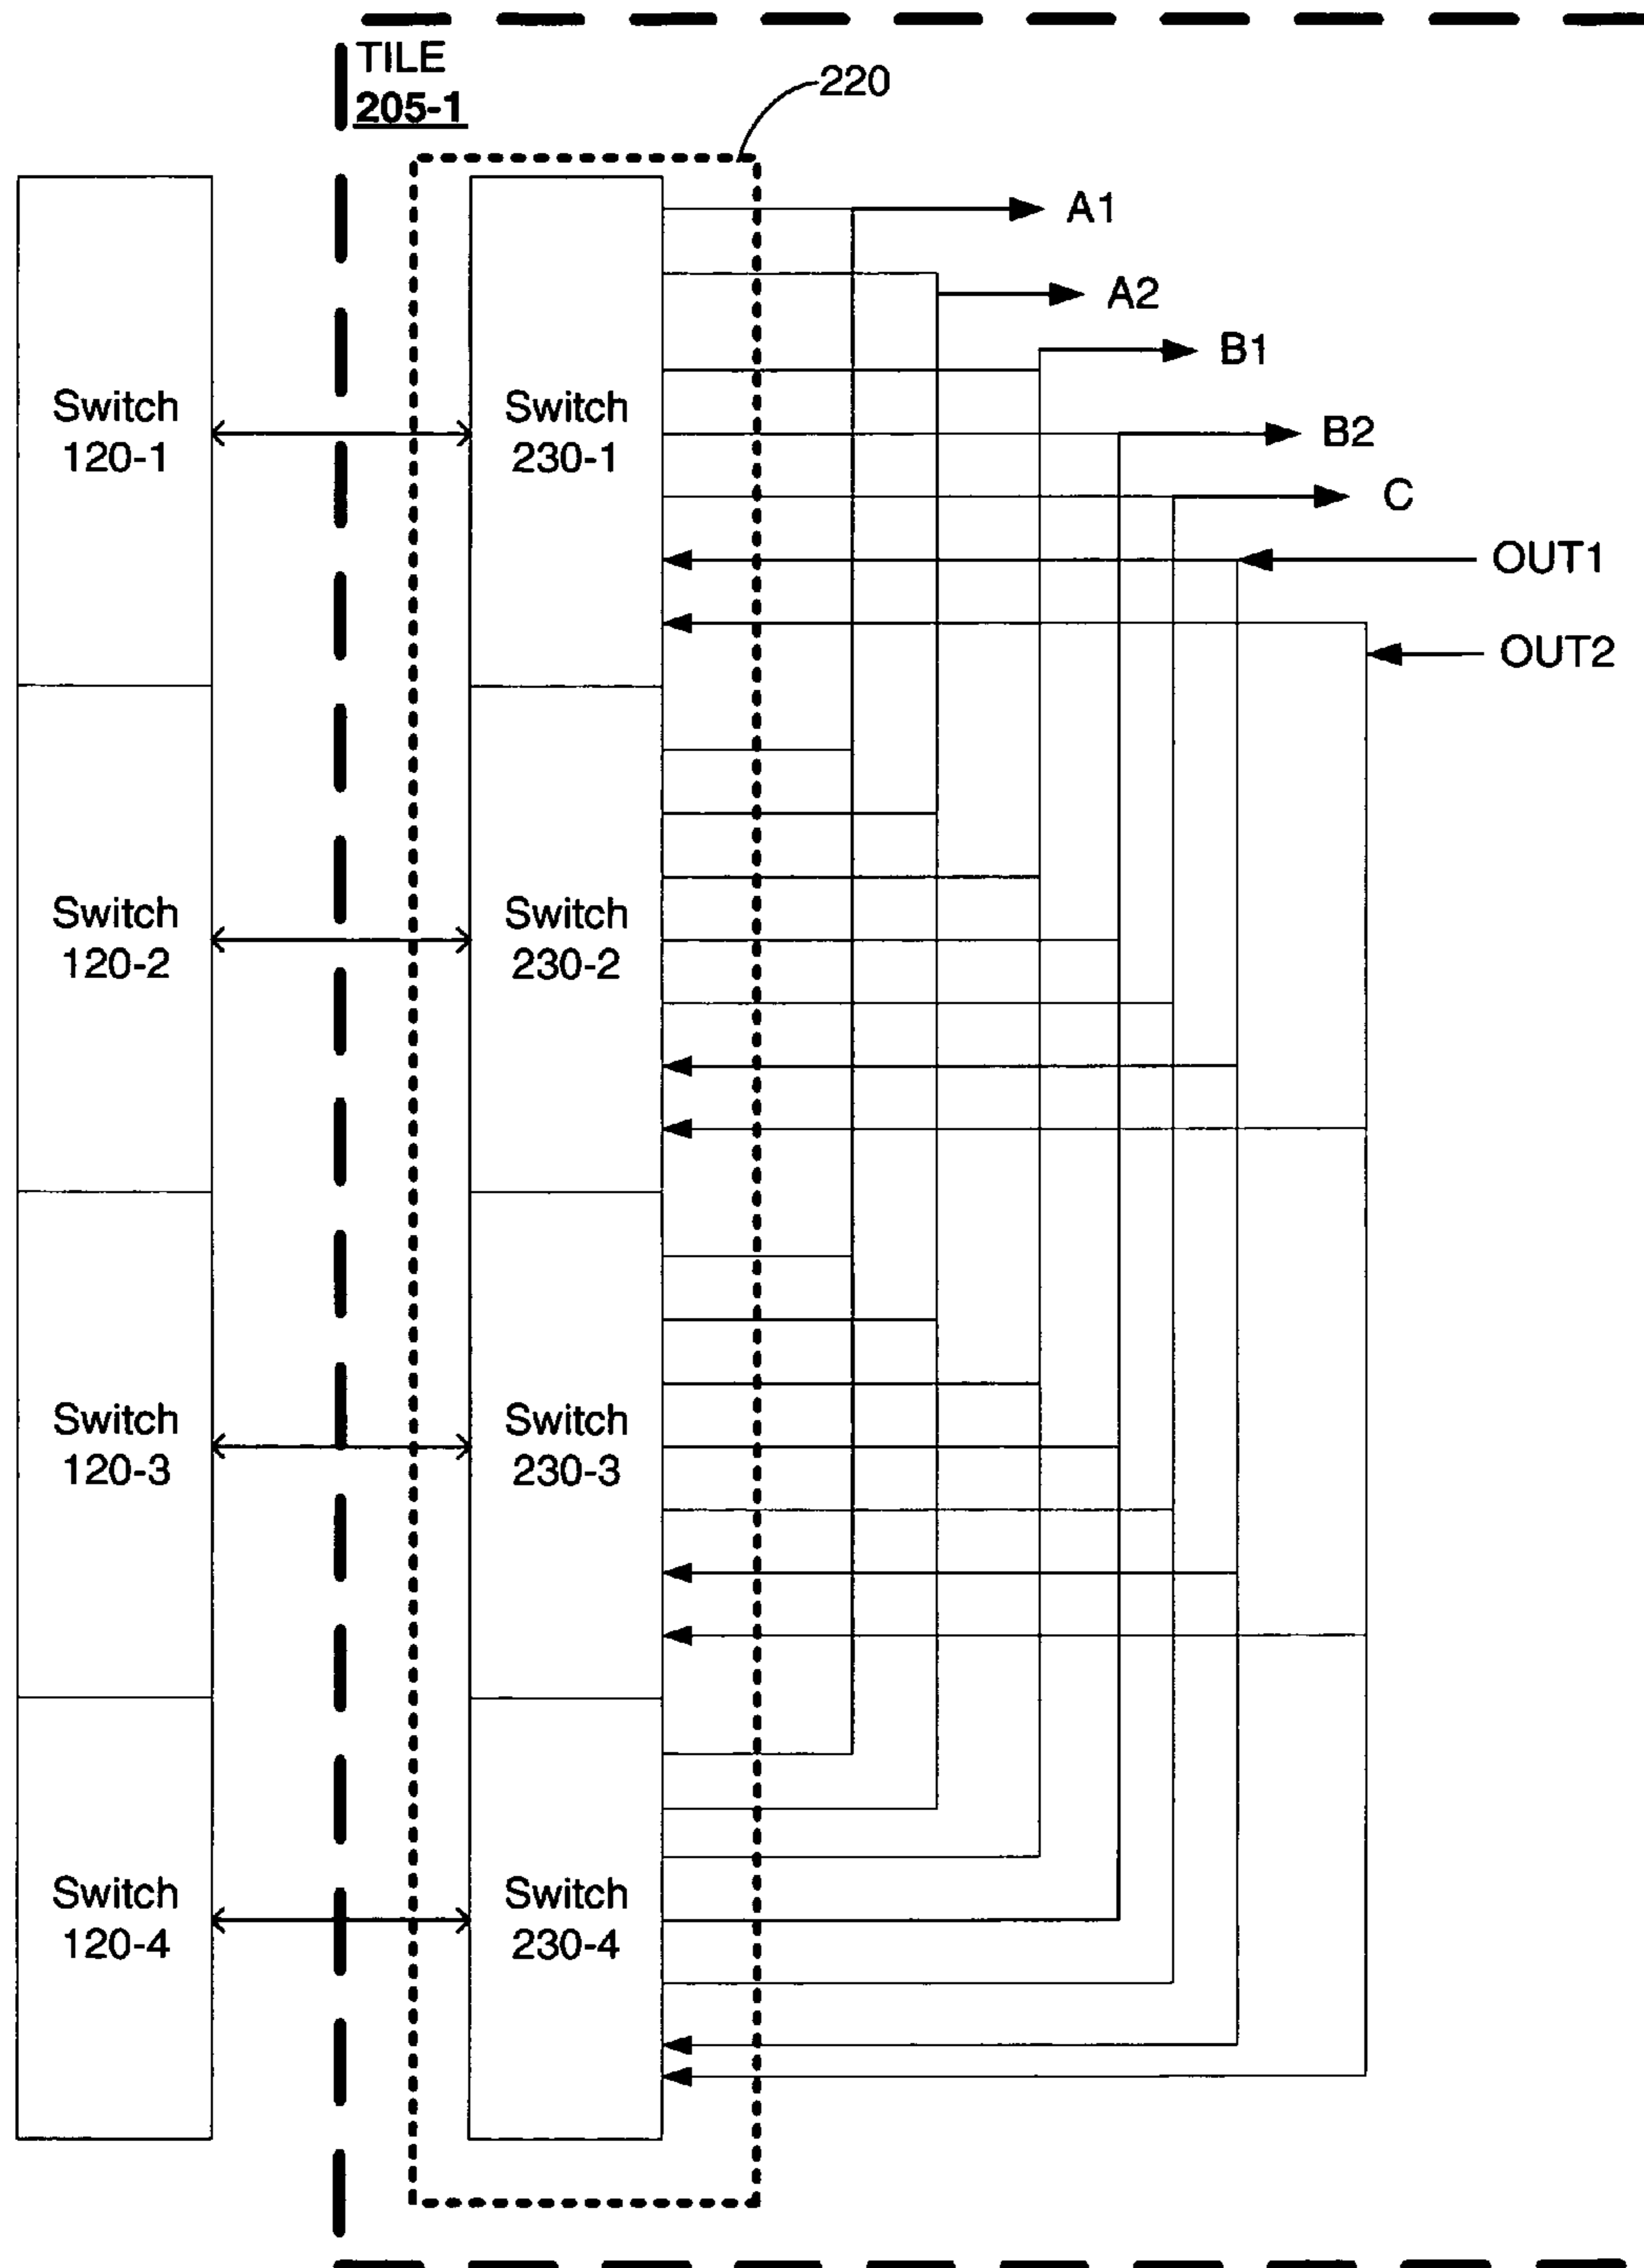 TILE
205-1
220
A1
A2
B1
Switch
120-1
Switch
230-1
B2
C
OUT1
OUT2
Switch
120-2
Switch
230-2
Switch
120-3
Switch
230-3
Switch
120-4
Switch
230-4